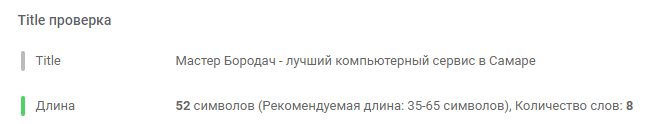 Title проверка
Title Мастер Бородач - лучший компьютерный сервис в Самаре
Длина 52 символов (Рекомендуемая длина: 35-65 символов), Количество слов: 8